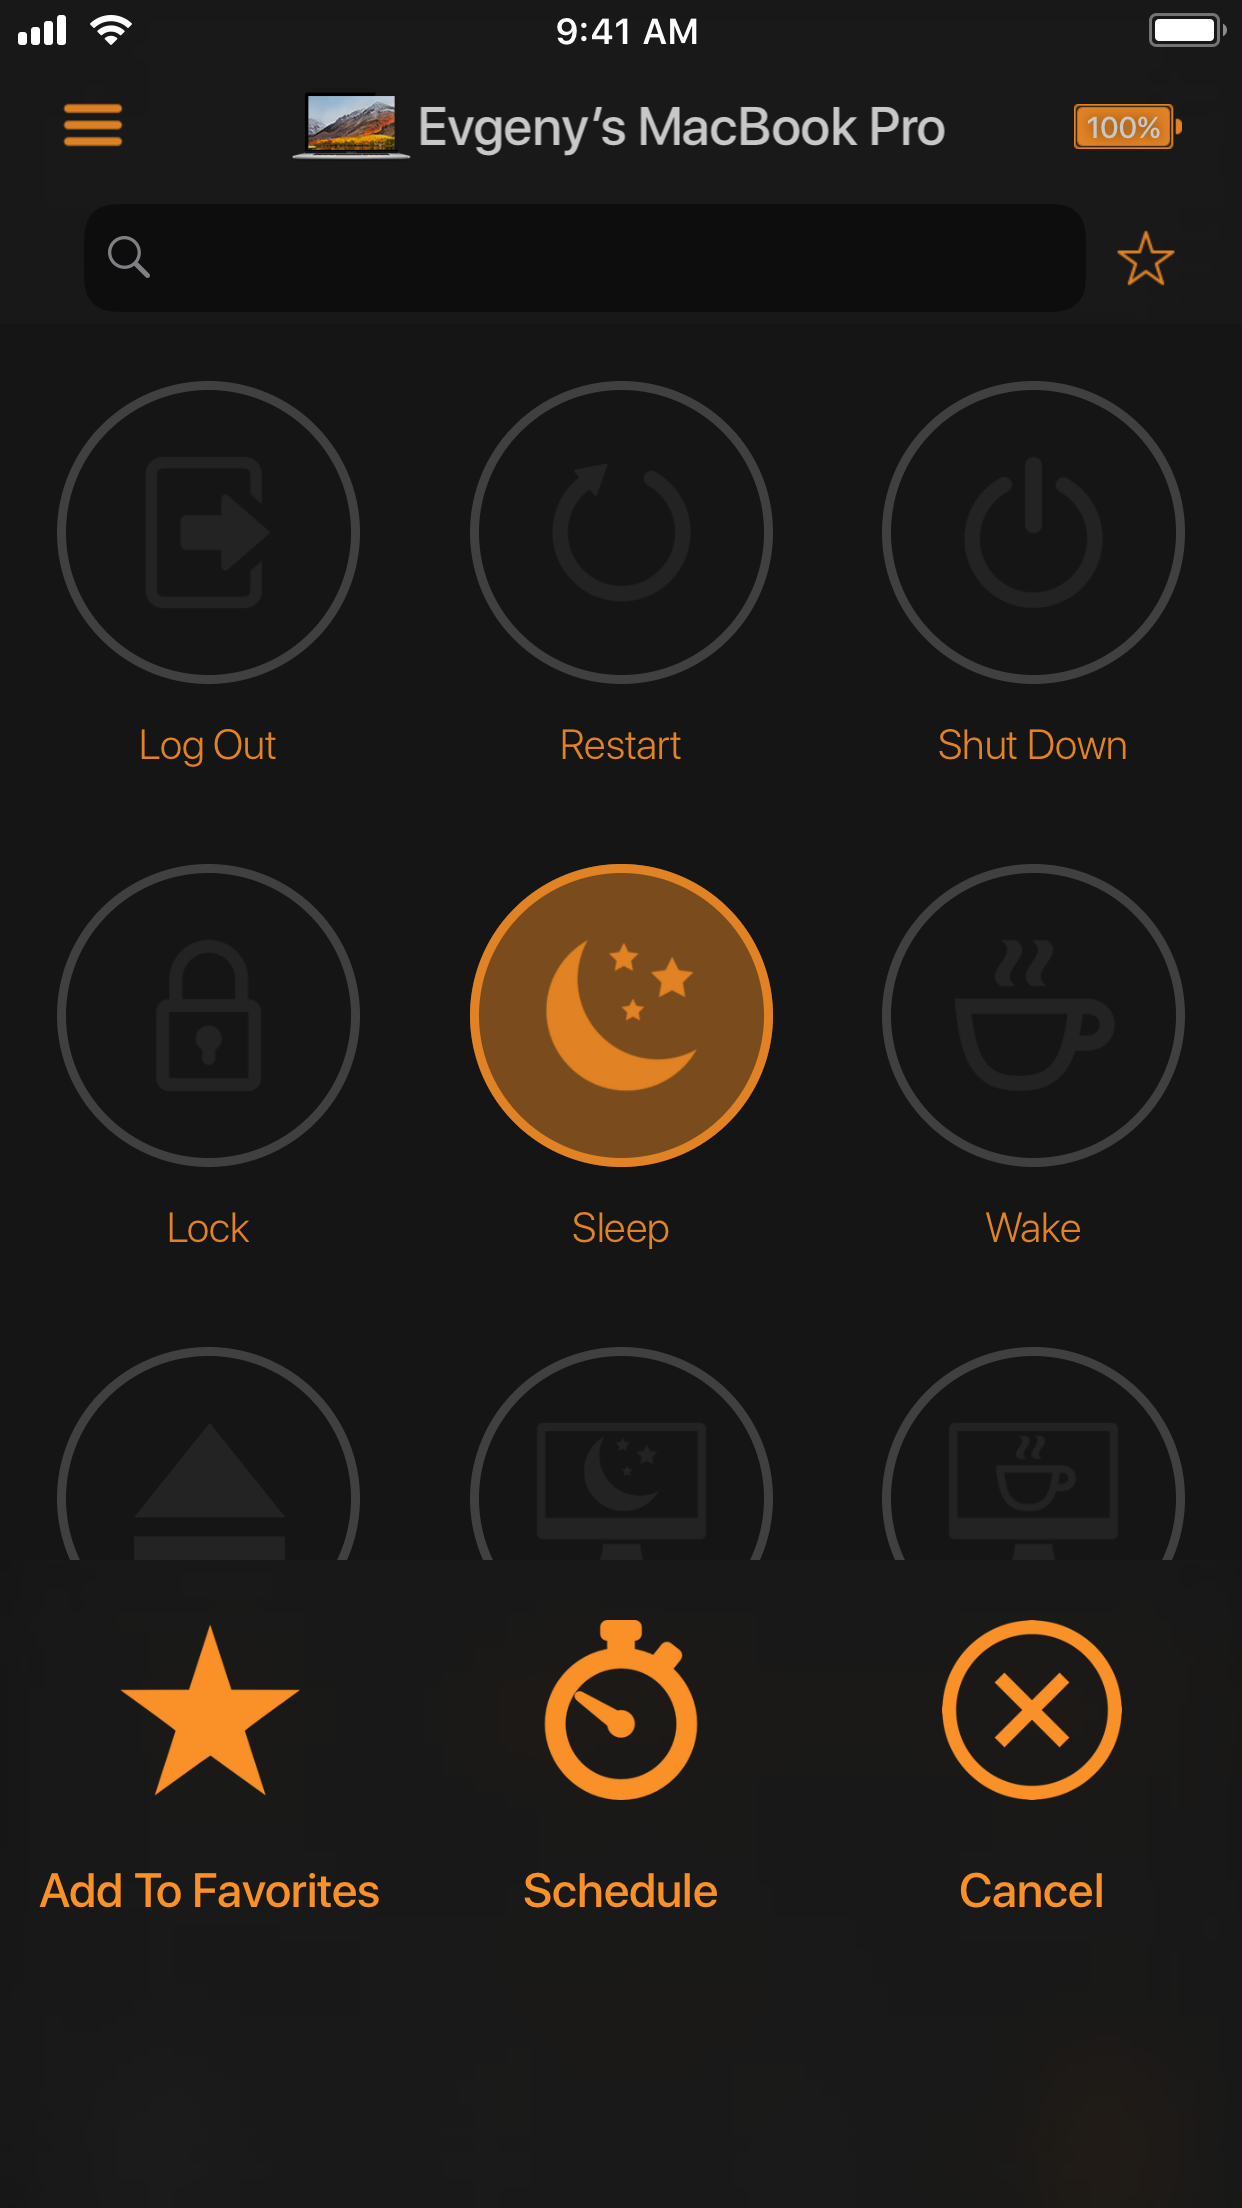 9:41 AM
Evgeny’s MacBook Pro
100%
Log Out
Restart
Shut Down
Lock
Sleep
Wake
Add To Favorites
Schedule
Cancel